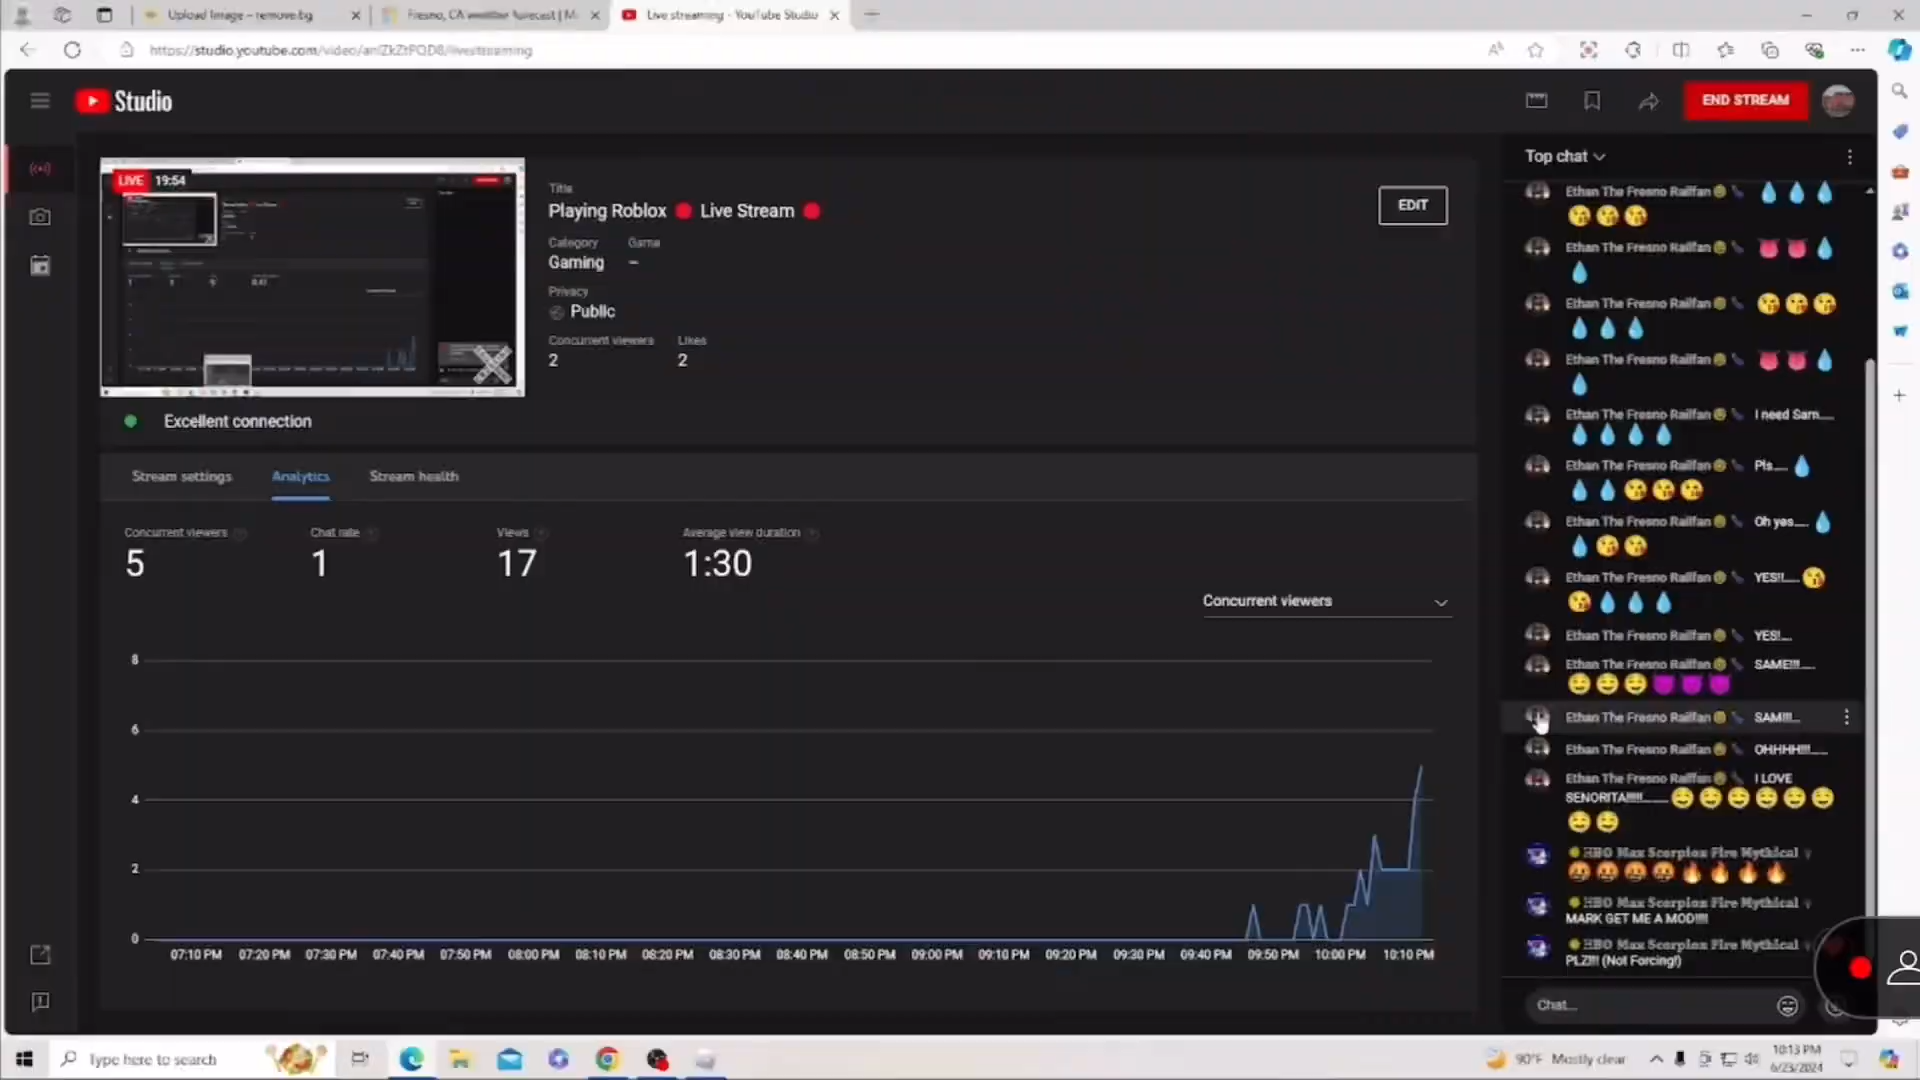 Upload Image – remove.bg
Fresno, CA weather forecast | M
Live streaming - YouTube Studio
Studio
END STREAM
LIVE 19:54
Title
Playing Roblox 🔴 Live Stream 🔴
EDIT
Category Game
Gaming –
Privacy
Public
Concurrent viewers Likes
2 2
Excellent connection
Stream settings Analytics Stream health
Concurrent viewers Chat rate Views Average view duration
5 1 17 1:30
Concurrent viewers
8
6
4
2
0
07:10 PM 07:20 PM 07:30 PM 07:40 PM 07:50 PM 08:00 PM 08:10 PM 08:20 PM 08:30 PM 08:40 PM 08:50 PM 09:00 PM 09:10 PM 09:20 PM 09:30 PM 09:40 PM 09:50 PM 10:00 PM 10:10 PM
Top chat
Ethan The Fresno Railfan 💧💧💧
😘😘😘
Ethan The Fresno Railfan 👅👅💧
💧
Ethan The Fresno Railfan 😘😘😘
💧💧💧
Ethan The Fresno Railfan 👅👅💧
💧
Ethan The Fresno Railfan I need Sam.....
💧💧💧💧
Ethan The Fresno Railfan Pls..... 💧
💧💧😘😘😘
Ethan The Fresno Railfan Oh yes..... 💧
💧😘😘
Ethan The Fresno Railfan YES!!..... 😘
😘💧💧💧
Ethan The Fresno Railfan YES!....
Ethan The Fresno Railfan SAME!!!.....
Ethan The Fresno Railfan SAM!!!...
Ethan The Fresno Railfan OHHHH!!!.....
Ethan The Fresno Railfan I LOVE
SENORITA!!!!!........
HBO Max Scorpiox Fire Mythical
🤬🤬🤬🤬🔥🔥🔥🔥
HBO Max Scorpiox Fire Mythical
MARK GET ME A MOD!!!!
HBO Max Scorpiox Fire Mythical
PLZ!!! (Not Forcing!)
Chat...
Type here to search
90°F Mostly clear
10:13 PM
6/23/2024